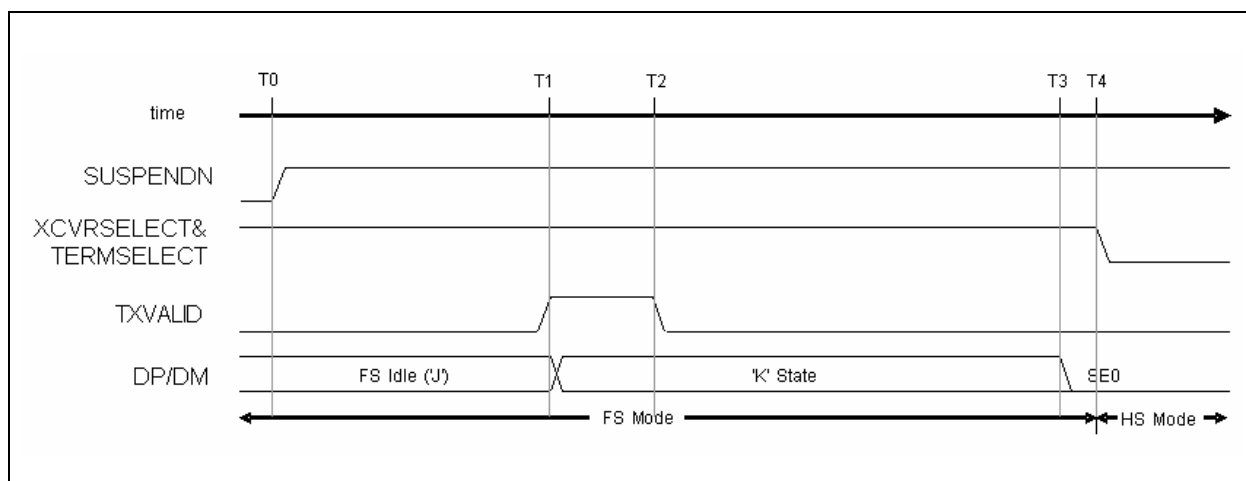 T0 T1 T2 T3 T4
time
SUSPENDN
XCVRSELECT&
TERMSELECT
TXVALID
DP/DM FS Idle ('J') 'K' State SE0
FS Mode HS Mode